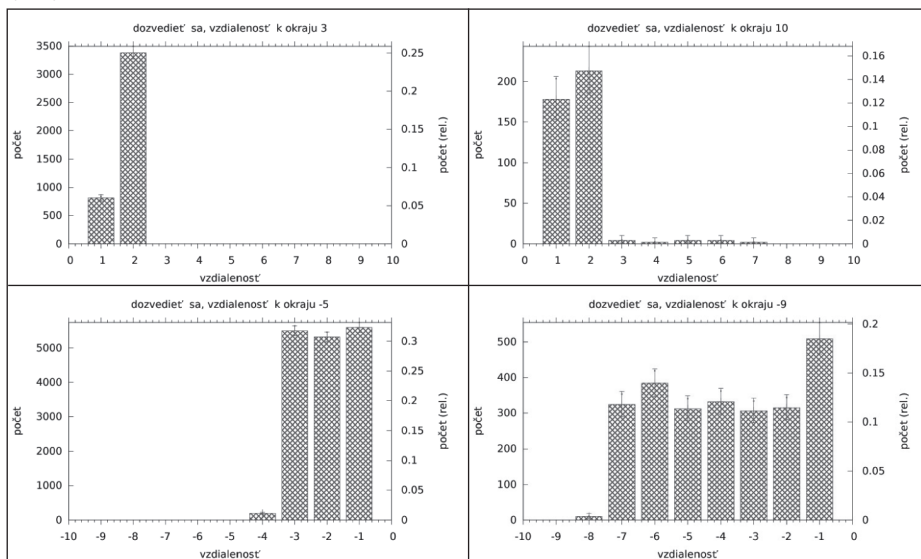 dozvedieť sa, vzdialenosť k okraju 3
3500
3000
2500
2000
1500
1000
500
0
počet
0.25
0.2
0.15
0.1
0.05
0
počet (rel.)
0 1 2 3 4 5 6 7 8 9 10
vzdialenosť
dozvedieť sa, vzdialenosť k okraju 10
200
150
100
50
0
počet
0.16
0.14
0.12
0.1
0.08
0.06
0.04
0.02
0
počet (rel.)
0 1 2 3 4 5 6 7 8 9 10
vzdialenosť
dozvedieť sa, vzdialenosť k okraju -5
5000
4000
3000
2000
1000
0
počet
0.3
0.25
0.2
0.15
0.1
0.05
0
počet (rel.)
-10 -9 -8 -7 -6 -5 -4 -3 -2 -1 0
vzdialenosť
dozvedieť sa, vzdialenosť k okraju -9
500
400
300
200
100
0
počet
0.2
0.15
0.1
0.05
0
počet (rel.)
-10 -9 -8 -7 -6 -5 -4 -3 -2 -1 0
vzdialenosť